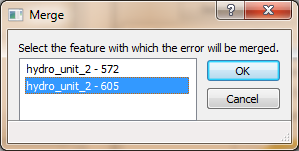 Merge
Select the feature with which the error will be merged.
hydro_unit_2 - 572
hydro_unit_2 - 605
OK
Cancel